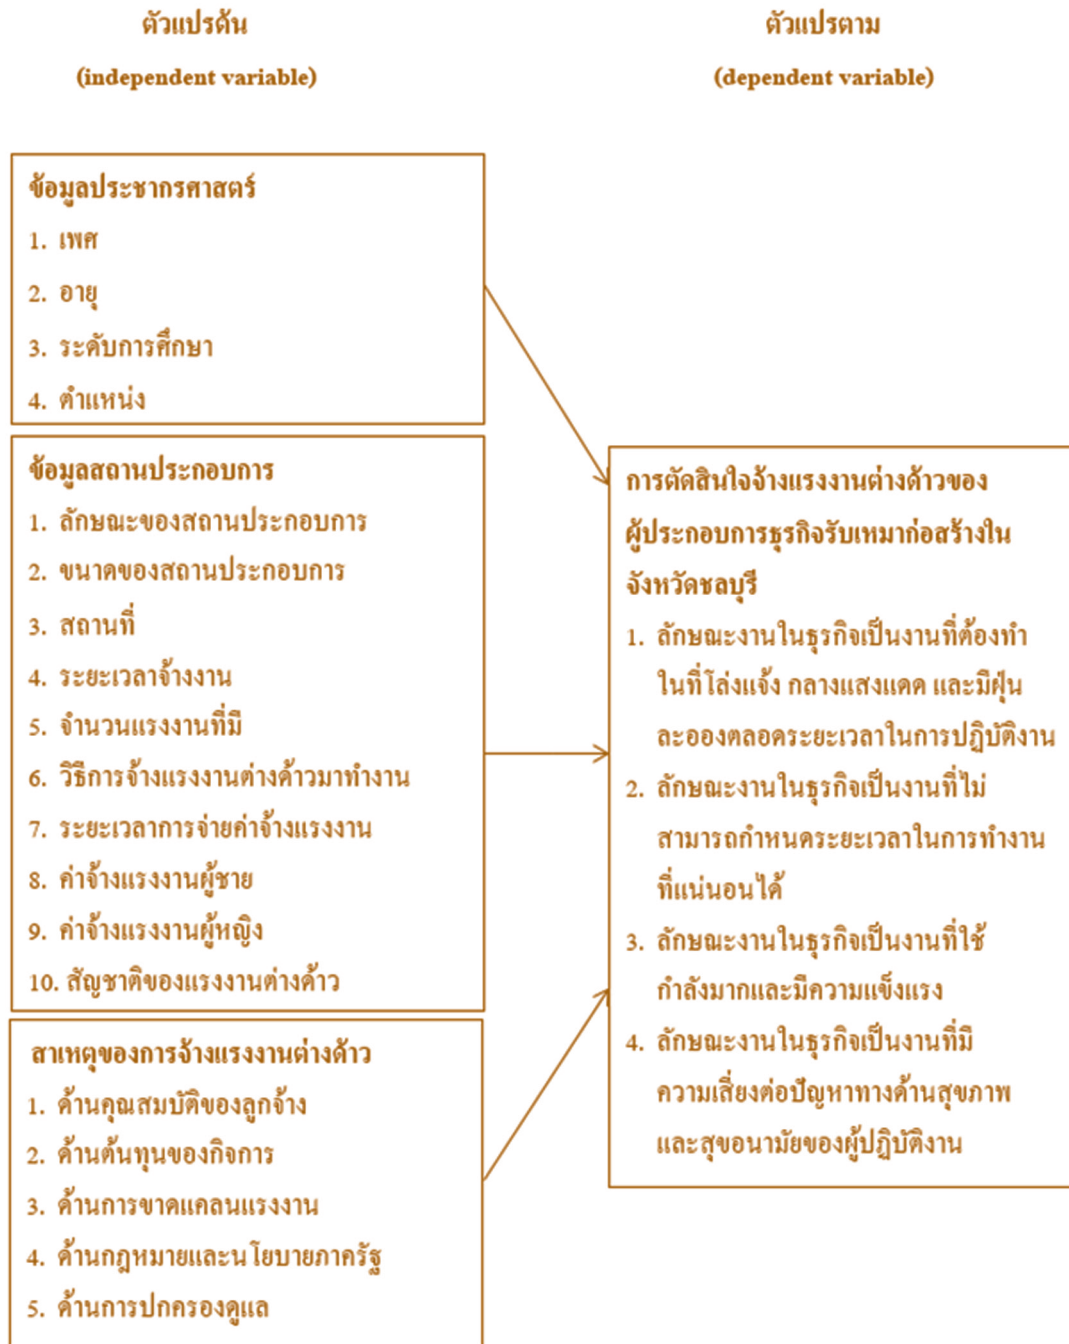 ตัวแปรต้น
(independent variable)
ตัวแปรตาม
(dependent variable)
ข้อมูลประชากรศาสตร์
1. เพศ
2. อายุ
3. ระดับการศึกษา
4. ตำแหน่ง
ข้อมูลสถานประกอบการ
1. ลักษณะของสถานประกอบการ
2. ขนาดของสถานประกอบการ
3. สถานที่
4. ระยะเวลาจ้างงาน
5. จำนวนแรงงานที่มี
6. วิธีการจ้างแรงงานต่างด้าวมาทำงาน
7. ระยะเวลาการจ่ายค่าจ้างแรงงาน
8. ค่าจ้างแรงงานผู้ชาย
9. ค่าจ้างแรงงานผู้หญิง
10. สัญชาติของแรงงานต่างด้าว
สาเหตุของการจ้างแรงงานต่างด้าว
1. ด้านคุณสมบัติของลูกจ้าง
2. ด้านต้นทุนของกิจการ
3. ด้านการขาดแคลนแรงงาน
4. ด้านกฎหมายและนโยบายภาครัฐ
5. ด้านการปกครองดูแล
การตัดสินใจจ้างแรงงานต่างด้าวของ
ผู้ประกอบการธุรกิจรับเหมาก่อสร้างใน
จังหวัดชลบุรี
1. ลักษณะงานในธุรกิจเป็นงานที่ต้องทำ
ในที่โล่งแจ้ง กลางแสงแดด และมีฝุ่น
ละอองตลอดระยะเวลาในการปฏิบัติงาน
2. ลักษณะงานในธุรกิจเป็นงานที่ไม่
สามารถกำหนดระยะเวลาในการทำงาน
ที่แน่นอนได้
3. ลักษณะงานในธุรกิจเป็นงานที่ใช้
กำลังมากและมีความแข็งแรง
4. ลักษณะงานในธุรกิจเป็นงานที่มี
ความเสี่ยงต่อปัญหาทางด้านสุขภาพ
และสุขอนามัยของผู้ปฏิบัติงาน